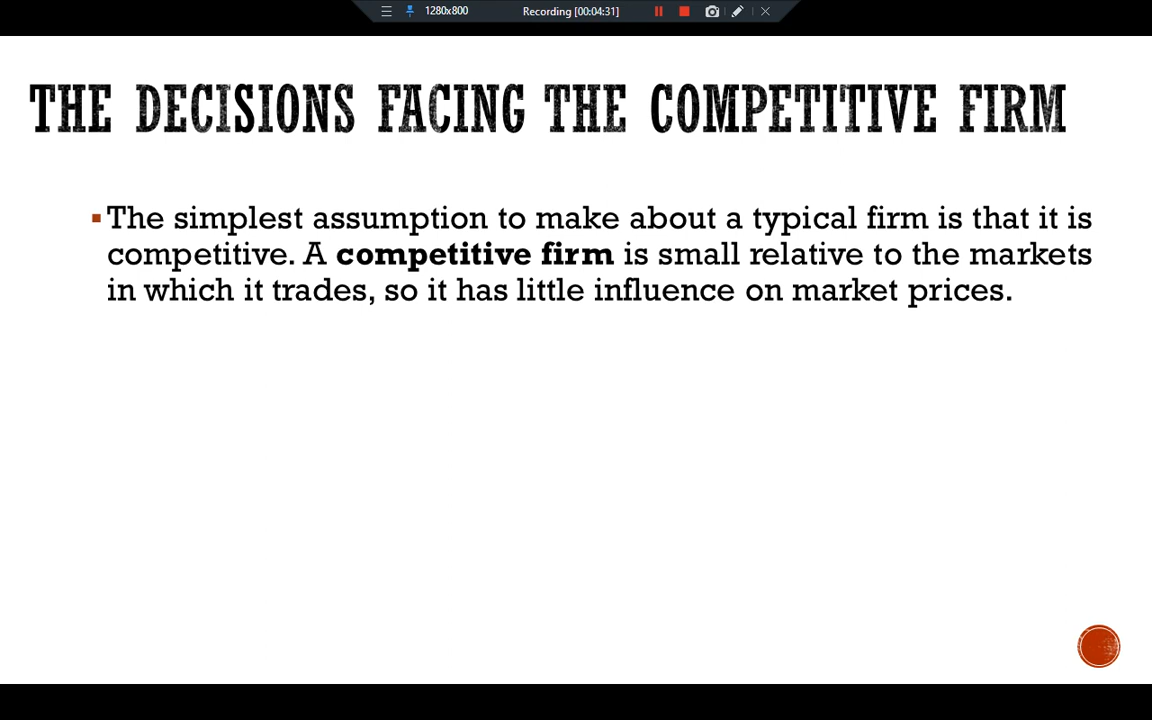 1280x800 Recording [00:04:31]
THE DECISIONS FACING THE COMPETITIVE FIRM
▪The simplest assumption to make about a typical firm is that it is
competitive. A competitive firm is small relative to the markets
in which it trades, so it has little influence on market prices.